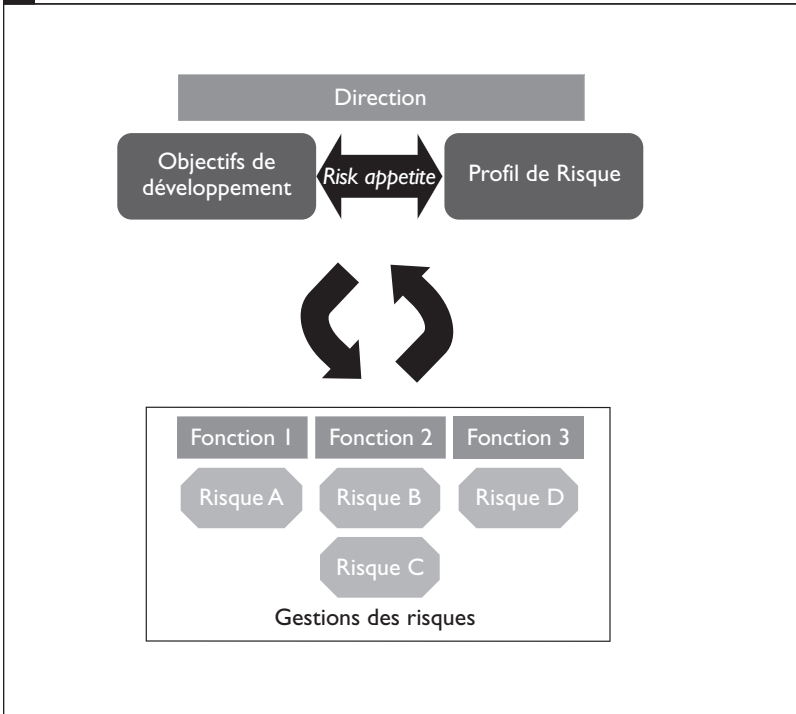 Direction
Objectifs de
développement
Risk appetite
Profil de Risque
Fonction 1
Fonction 2
Fonction 3
Risque A
Risque B
Risque D
Risque C
Gestions des risques